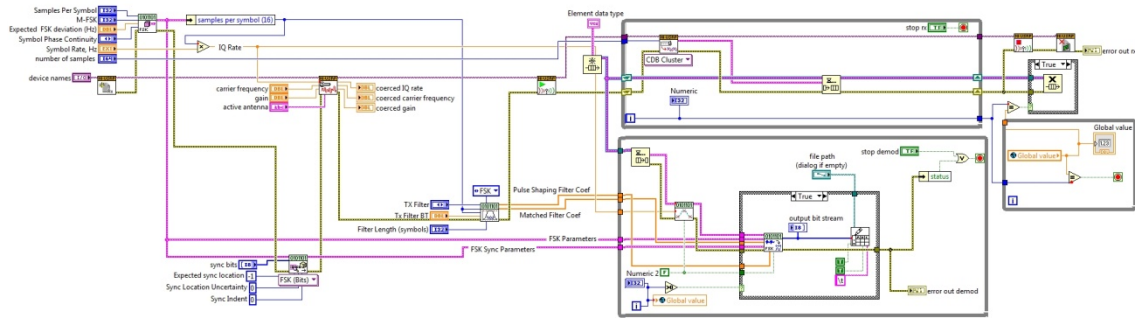 Samples Per Symbol
M-FSK
Expected FSK deviation (Hz)
Symbol Phase Continuity
Symbol Rate, Hz
number of samples
samples per symbol (16)
IQ Rate
device names
carrier frequency
gain
active antenna
coerced IQ rate
coerced carrier frequency
coerced gain
FSK
TX Filter
Tx Filter BT
Filter Length (symbols)
Pulse Shaping Filter Coef
Matched Filter Coef
FSK Parameters
FSK Sync Parameters
sync bits
Expected sync location
-1
Sync Location Uncertainty
0
Sync Indent
0
FSK (Bits)
Element data type
stop rx
CDB Cluster
Numeric
i
error out
True
Global value
Global value
i
stop demod
file path
(dialog if empty)
status
True
output bit stream
Numeric 2
F
Global value
i
error out demod